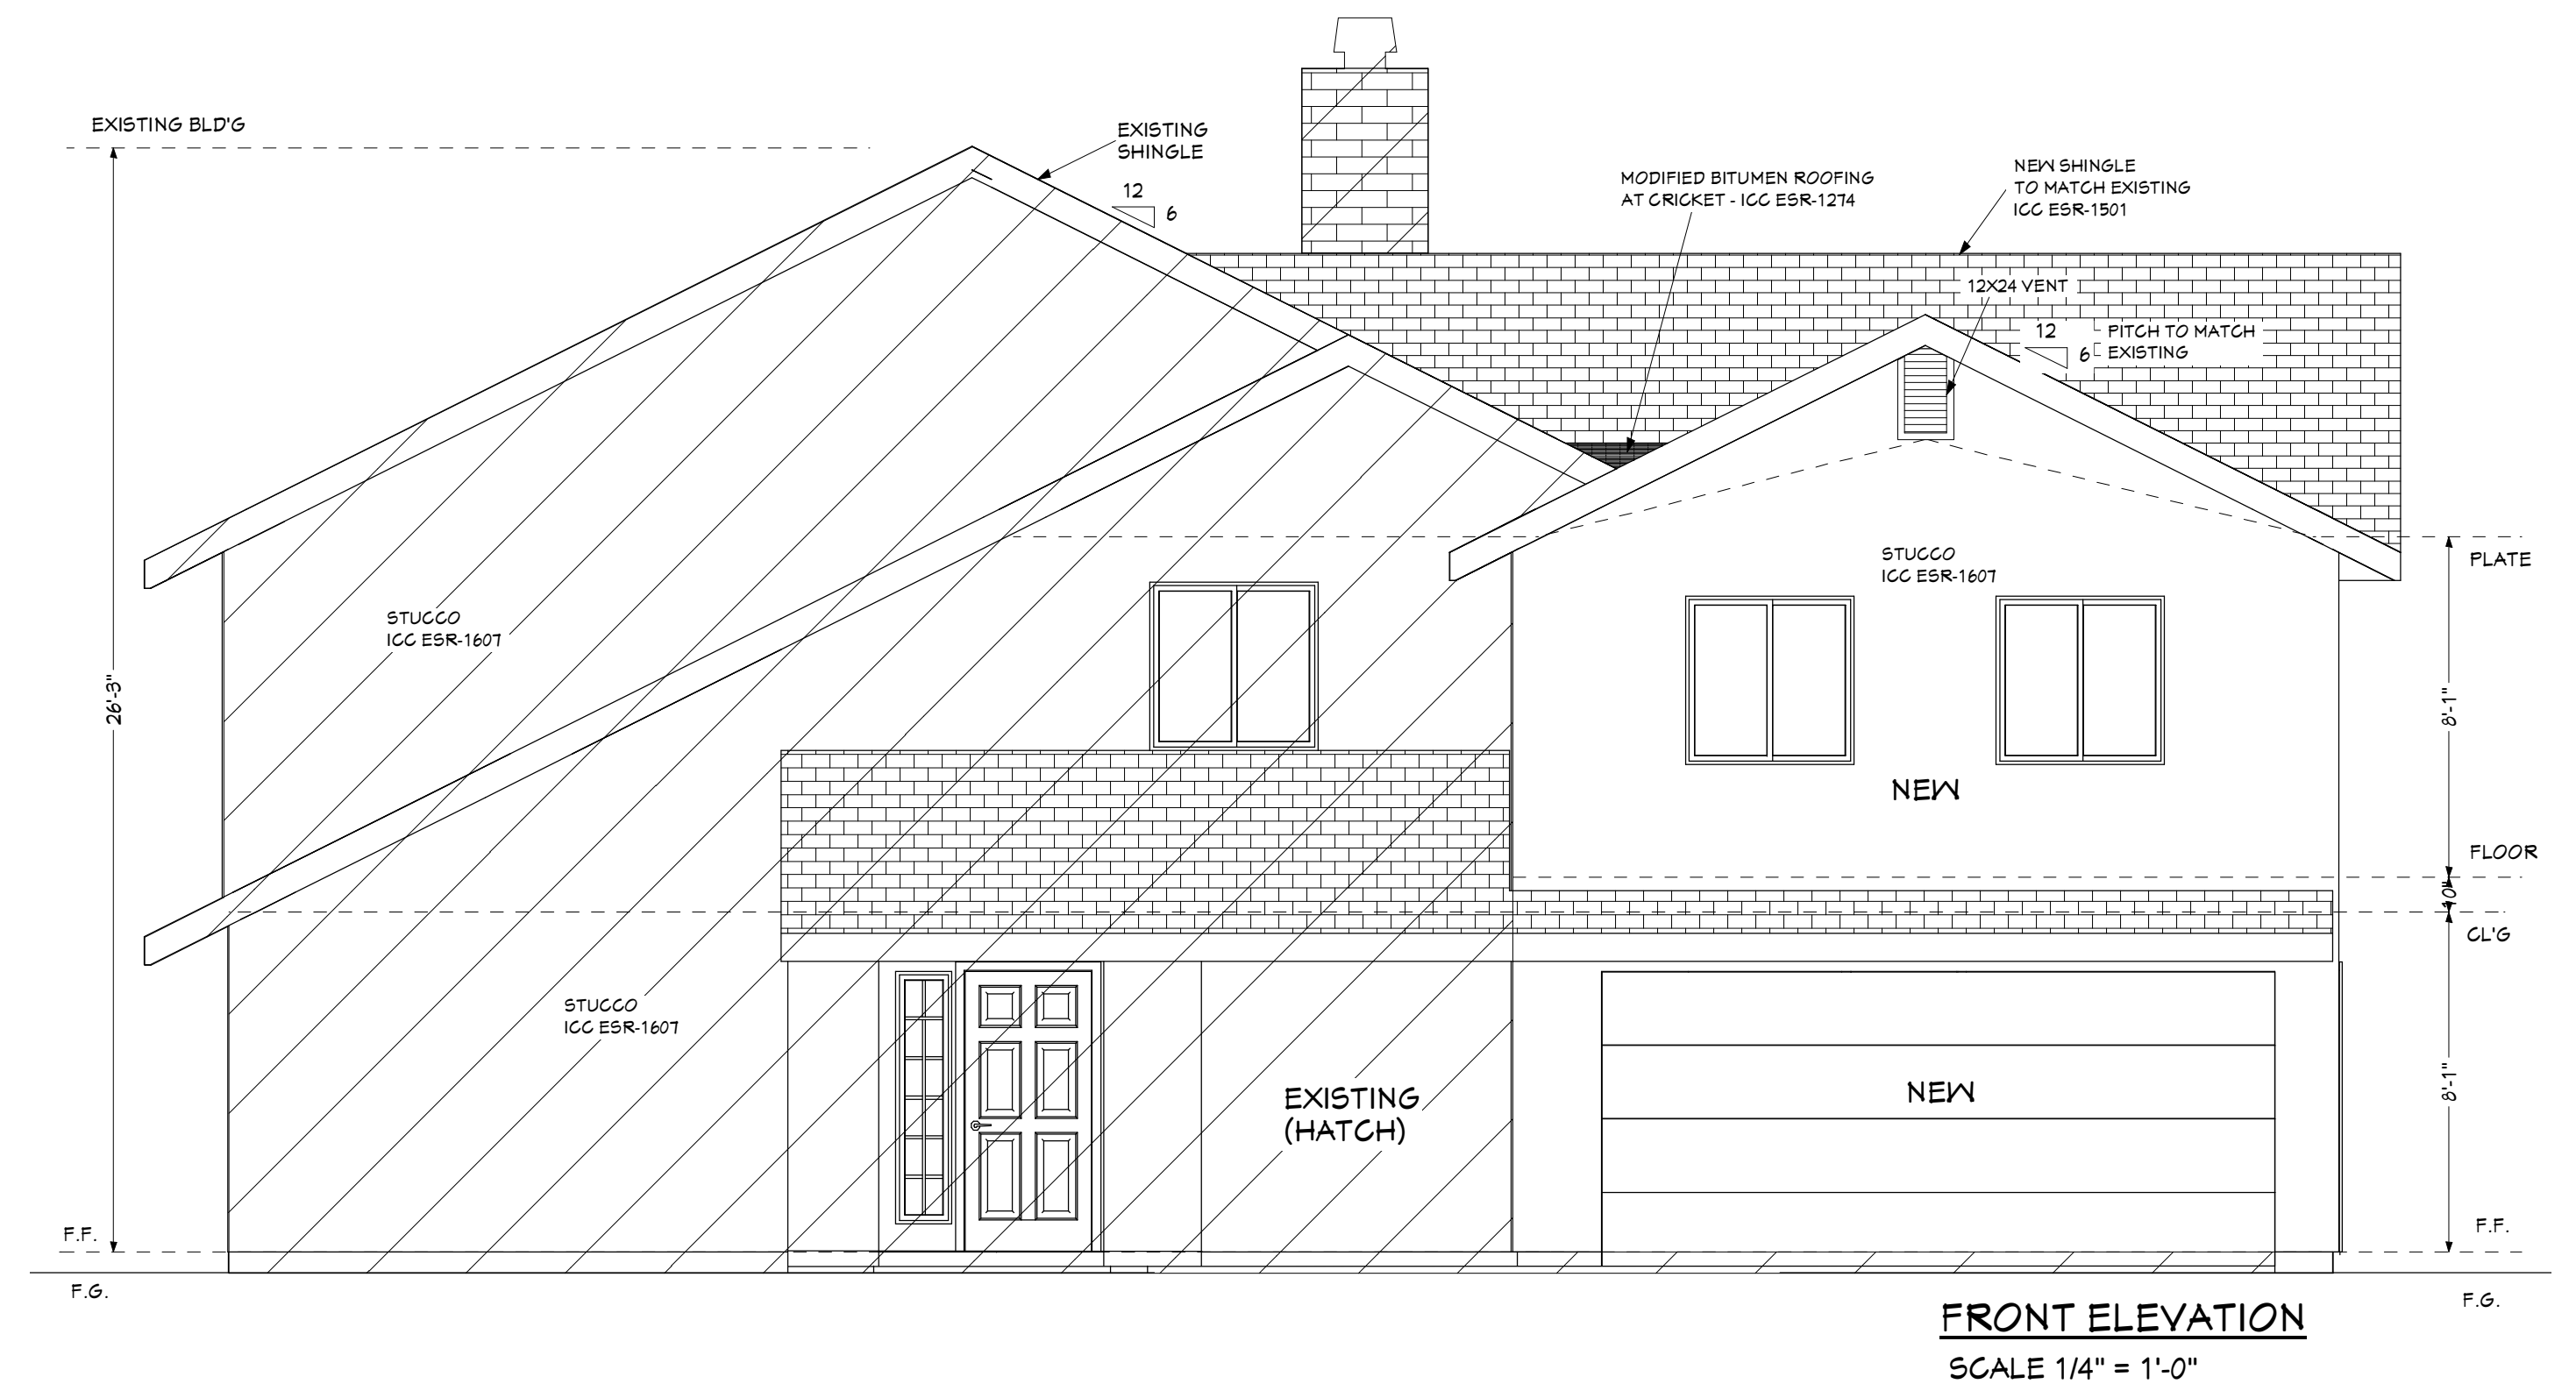 EXISTING BLD'G
EXISTING
SHINGLE
12
6
MODIFIED BITUMEN ROOFING
AT CRICKET - ICC ESR-1274
NEW SHINGLE
TO MATCH EXISTING
ICC ESR-1501
12X24 VENT
12
6
PITCH TO MATCH
EXISTING
STUCCO
ICC ESR-1607
PLATE
STUCCO
ICC ESR-1607
26'-3"
8'-1"
NEW
FLOOR
10"
CL'G
STUCCO
ICC ESR-1607
EXISTING
(HATCH)
NEW
8'-1"
F.F.
F.F.
F.G.
F.G.
FRONT ELEVATION
SCALE 1/4" = 1'-0"